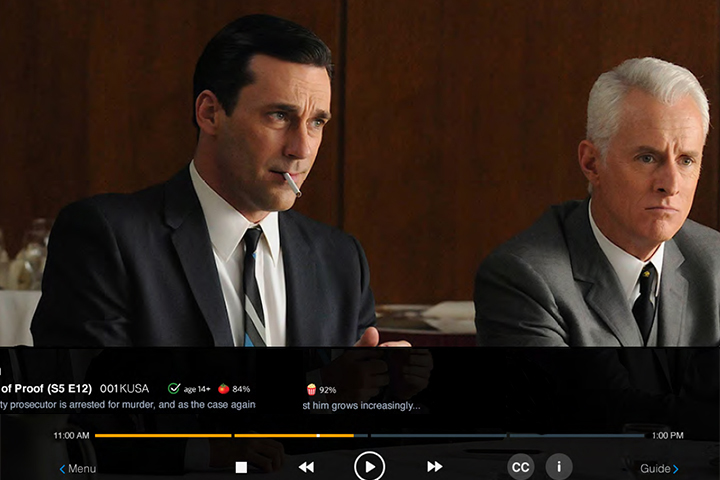 of Proof (S5 E12) 001KUSA age 14+ 84% 92%
ty prosecutor is arrested for murder, and as the case again st him grows increasingly...
11:00 AM 1:00 PM
Menu CC i Guide